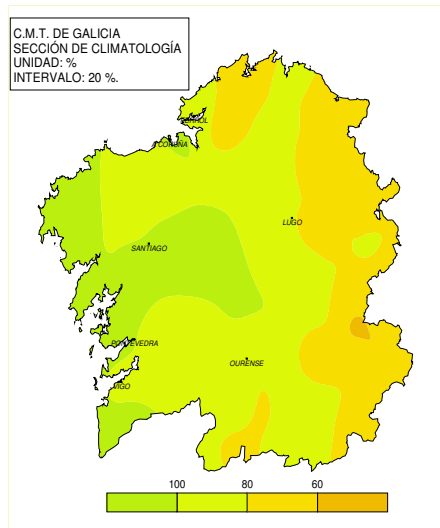 C.M.T. DE GALICIA
SECCIÓN DE CLIMATOLOGÍA
UNIDAD: %
INTERVALO: 20 %.
FERROL
A CORUÑA
LUGO
SANTIAGO
PONTEVEDRA
OURENSE
VIGO
100 80 60